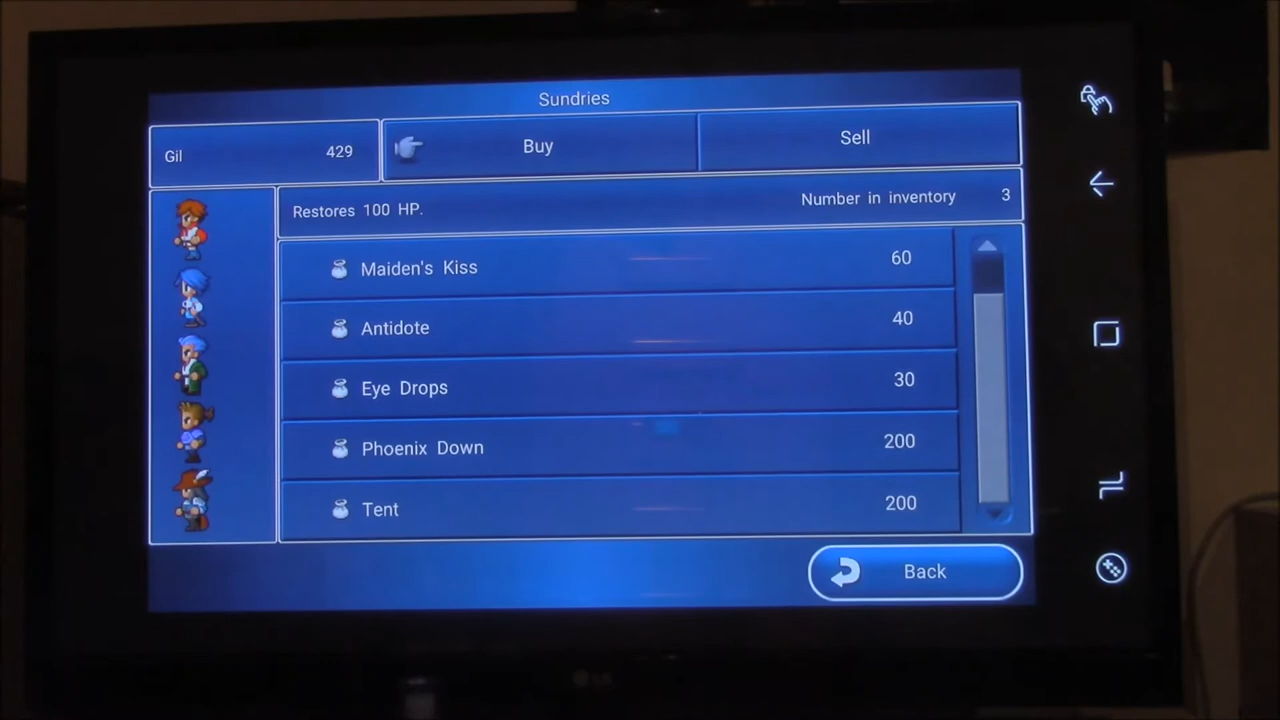 Sundries
Gil 429
Buy
Sell
Restores 100 HP.
Number in inventory 3
Maiden's Kiss 60
Antidote 40
Eye Drops 30
Phoenix Down 200
Tent 200
Back